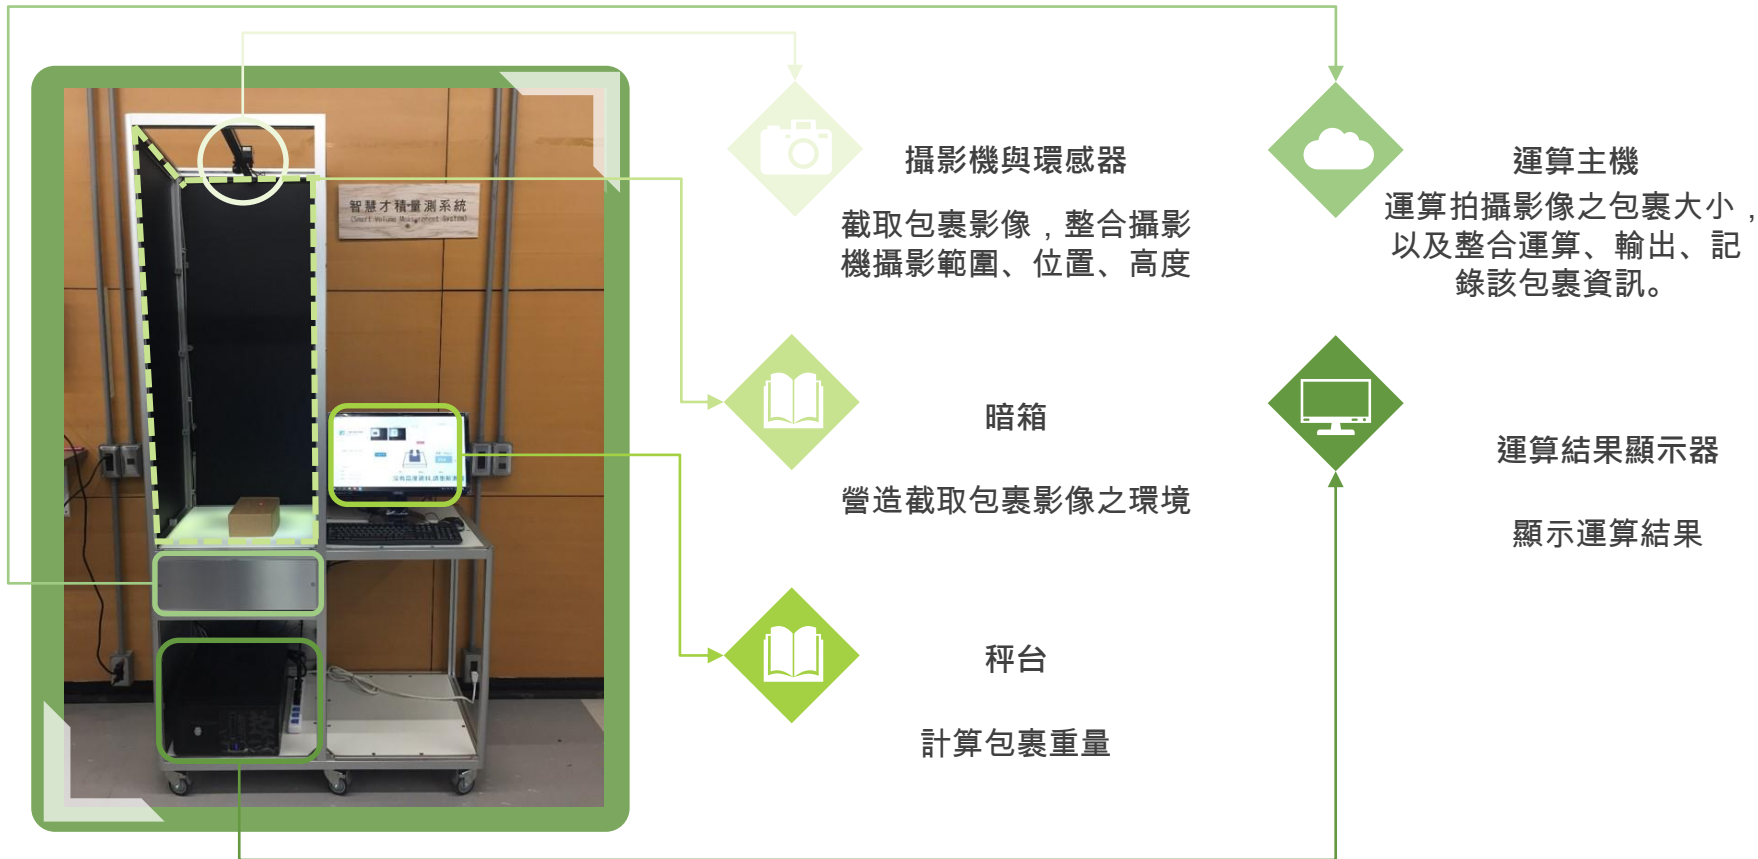 智慧才積量測系統
(Smart Volume Measurement System)
攝影機與環感器
截取包裹影像，整合攝影
機攝影範圍、位置、高度
運算主機
運算拍攝影像之包裹大小，
以及整合運算、輸出、記
錄該包裹資訊。
暗箱
營造截取包裹影像之環境
運算結果顯示器
顯示運算結果
秤台
計算包裹重量